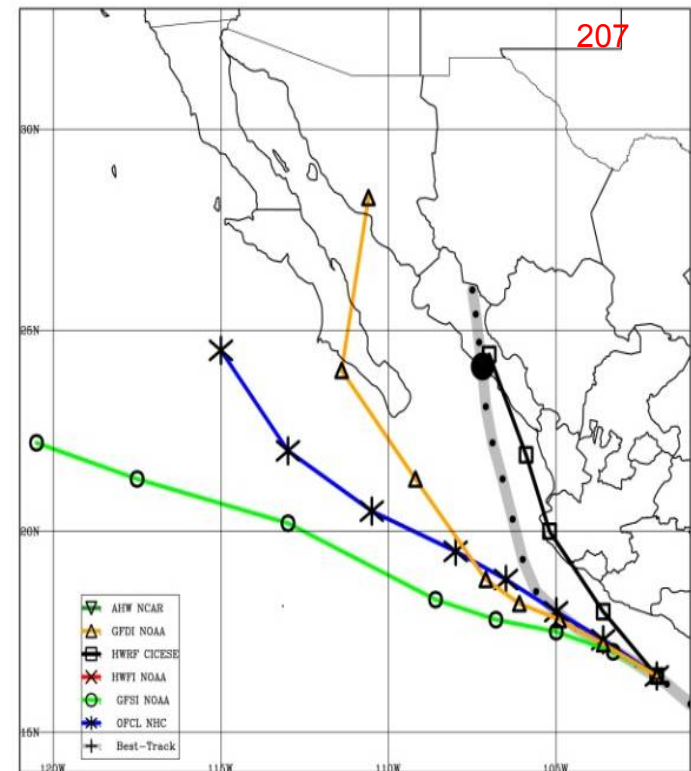 207
30N
25N
20N
15N
AHW NCAR
GFDI NOAA
HWRF CICESE
HWFI NOAA
GFSI NOAA
OFCL NHC
Best-Track
120W
115W
110W
105W